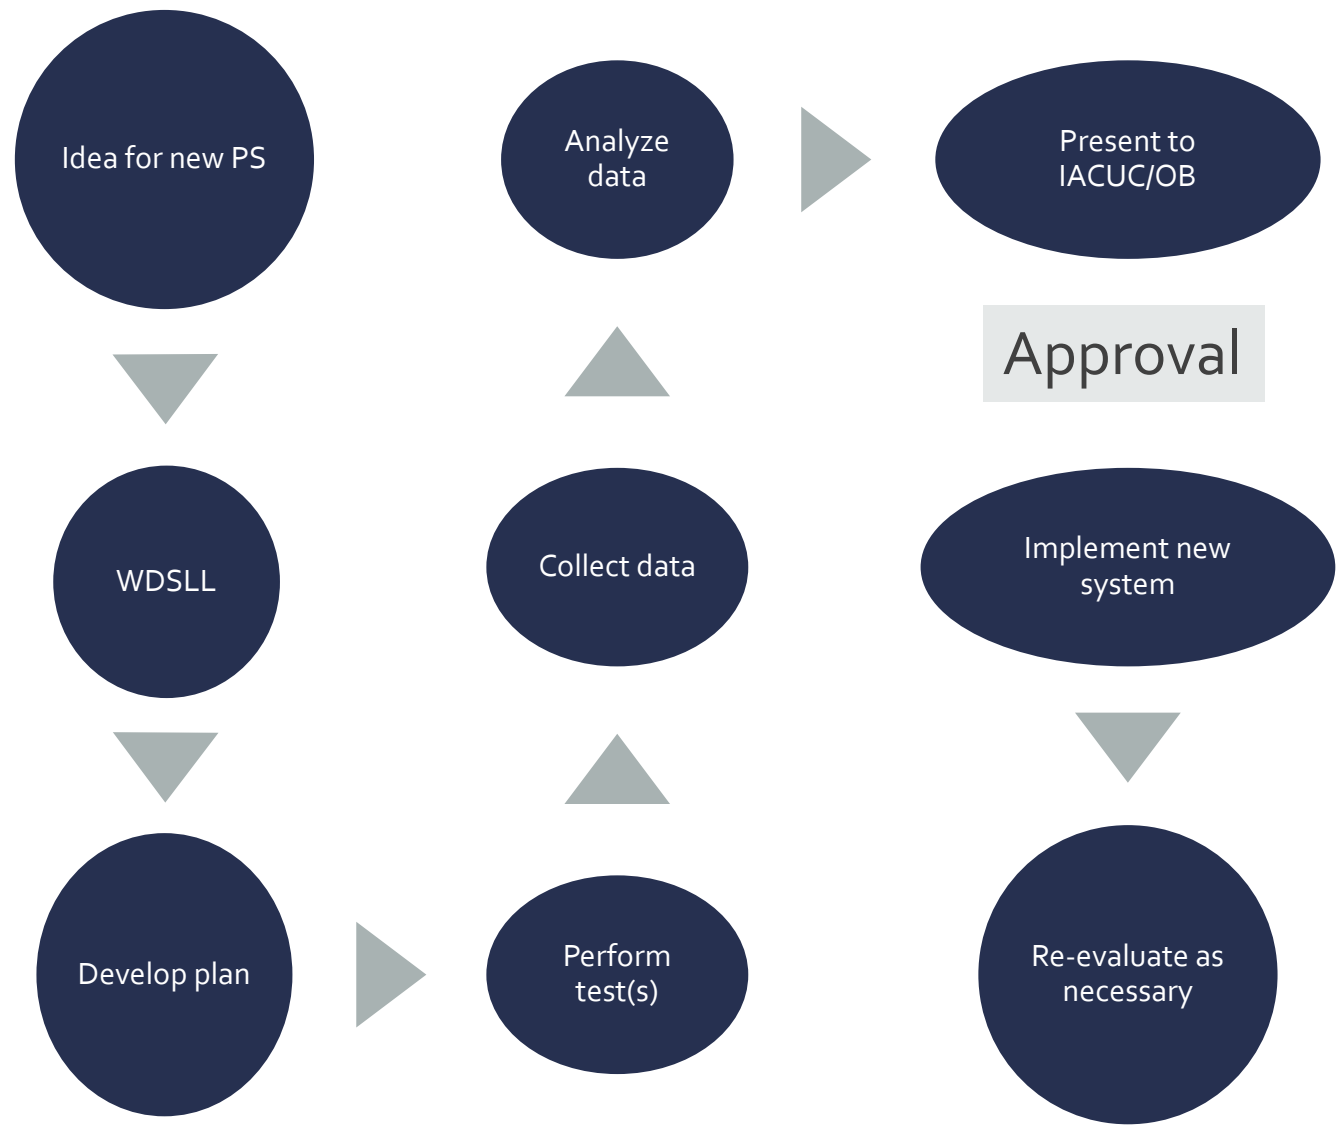 Idea for new PS
WDSLL
Develop plan
Perform
test(s)
Collect data
Analyze
data
Present to
IACUC/OB
Approval
Implement new
system
Re-evaluate as
necessary